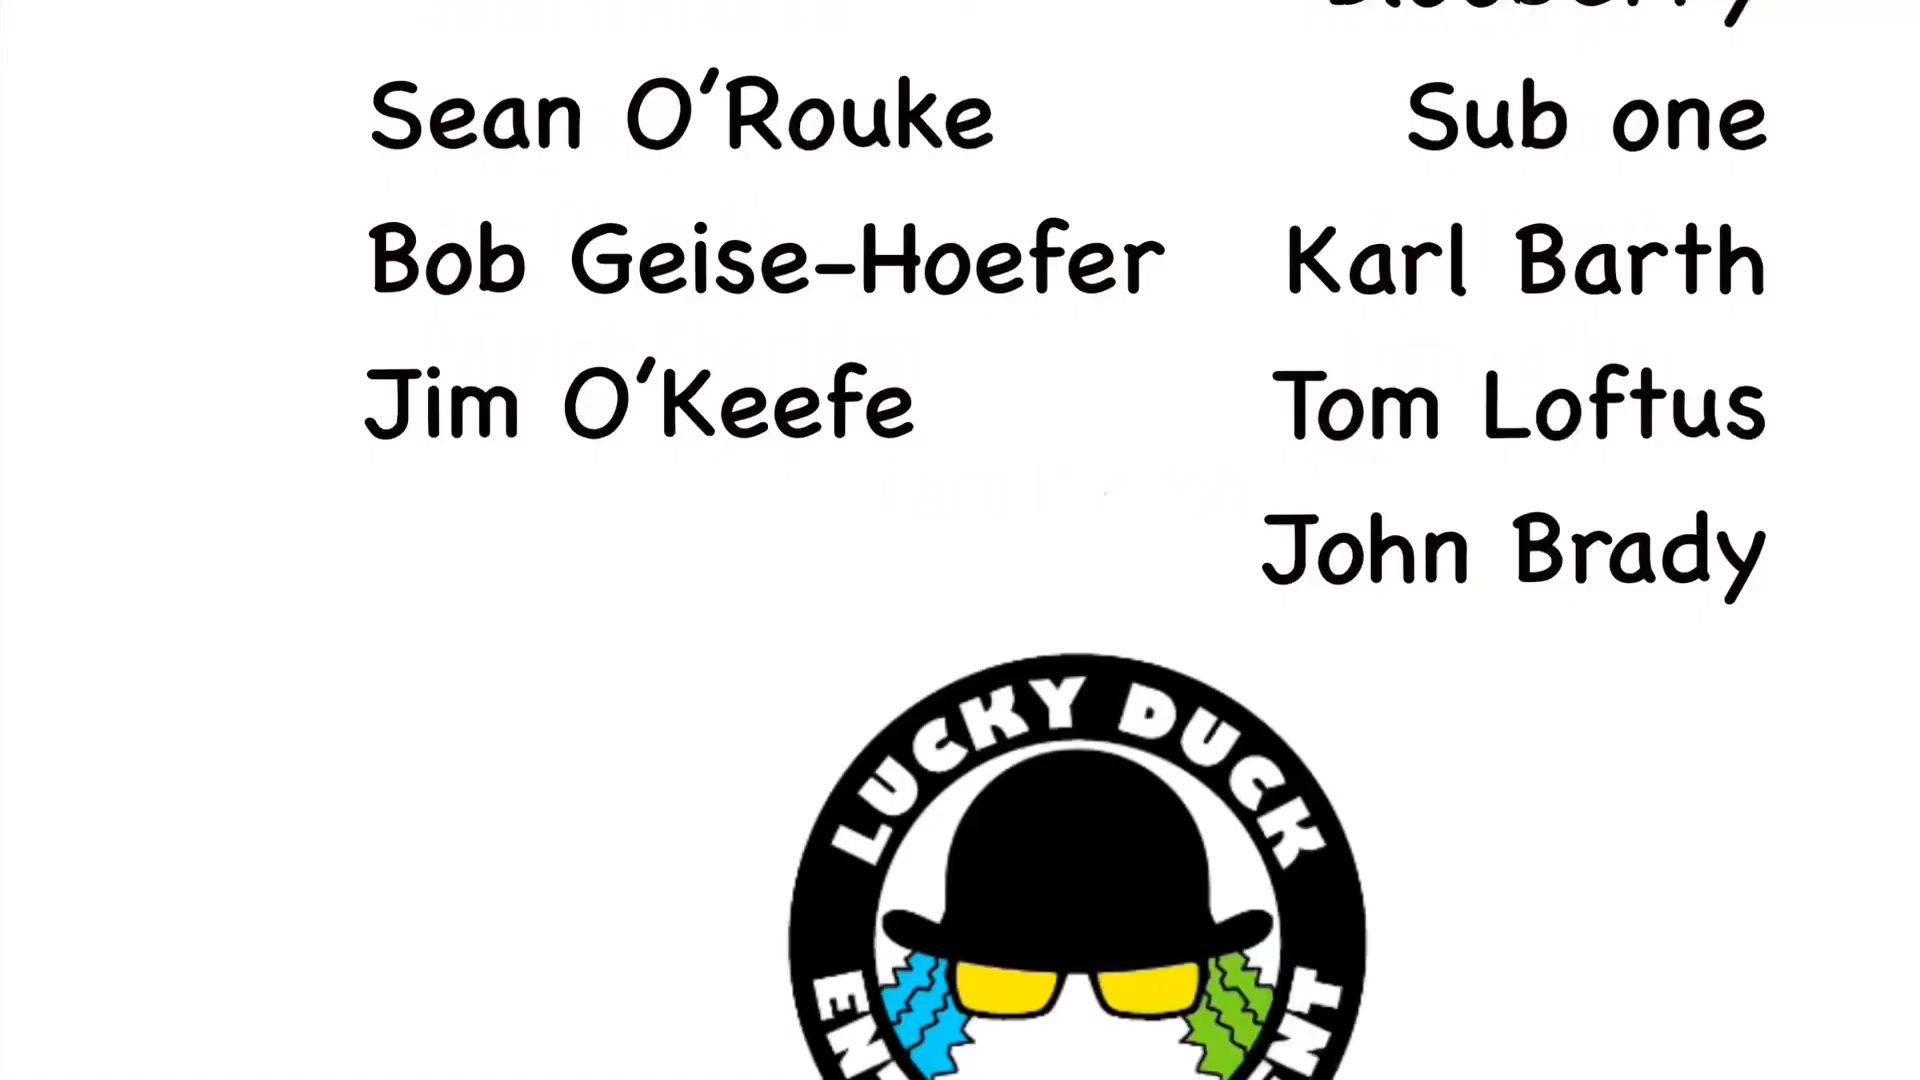 Sean O'Rouke Sub one
Bob Geise-Hoefer Karl Barth
Jim O'Keefe Tom Loftus
John Brady
LUCKY DUCK